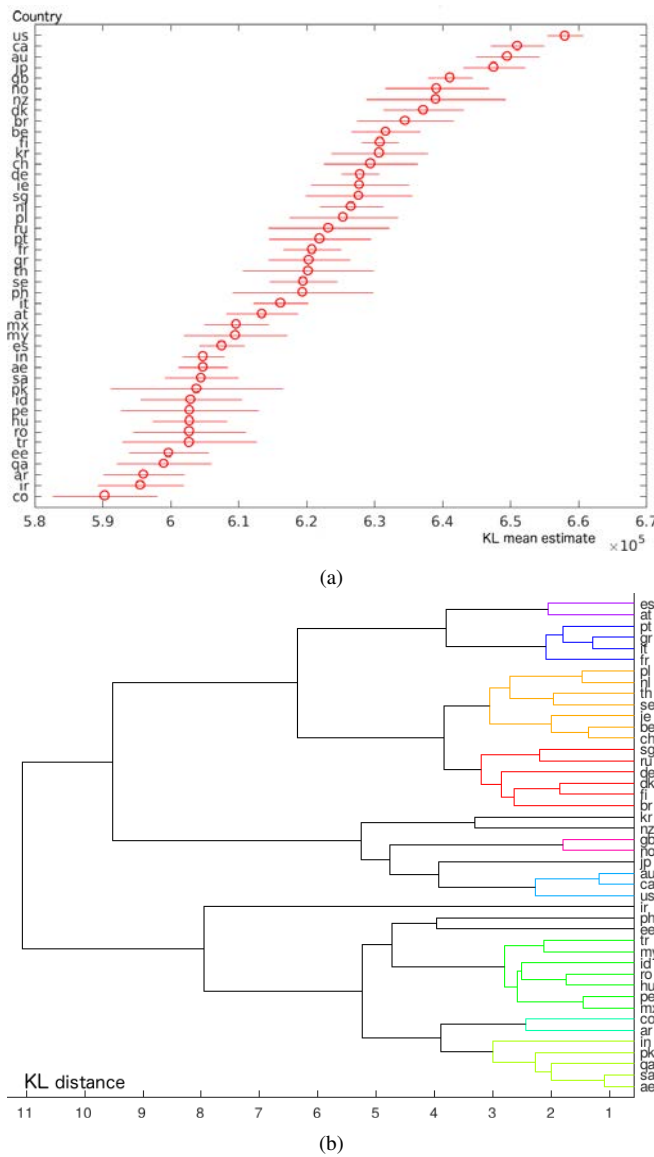 Country
us
ca
au
jp
gb
no
nz
dk
br
be
fi
kr
ch
de
ie
sg
nl
pl
ru
pt
fr
gr
th
se
ph
it
at
mx
my
es
in
ae
sa
pk
id
pe
hu
ro
tr
ee
qa
ar
ir
co
5.8 5.9 6 6.1 6.2 6.3 6.4 6.5 6.6 6.7
KL mean estimate ×10⁵
(a)
es
at
pt
gr
it
fr
pl
nl
th
se
ie
be
ch
sg
ru
de
dk
fi
br
kr
nz
gb
no
jp
au
ca
us
ir
ph
ee
tr
my
id
ro
hu
pe
mx
co
ar
in
pk
qa
sa
ae
KL distance
11 10 9 8 7 6 5 4 3 2 1
(b)